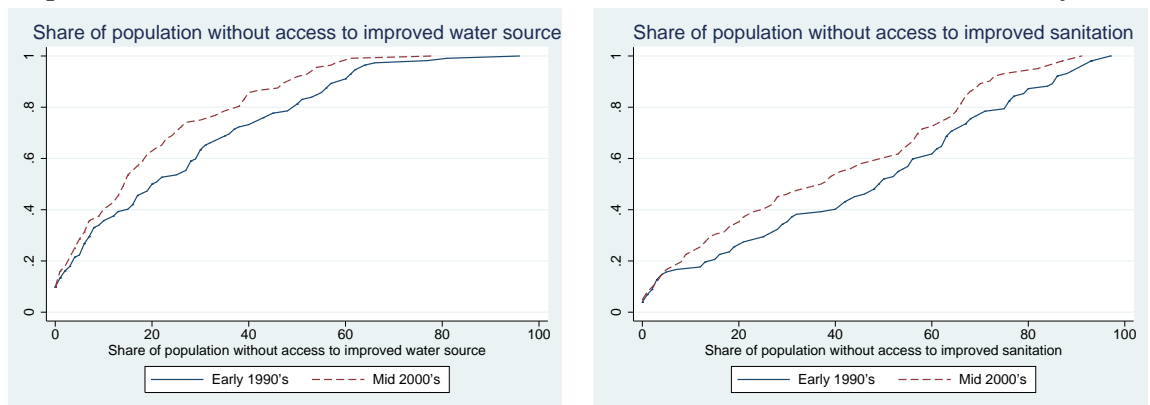 Share of population without access to improved water source
1
.8
.6
.4
.2
0
0 20 40 60 80 100
Share of population without access to improved water source
Early 1990's Mid 2000's
Share of population without access to improved sanitation
1
.8
.6
.4
.2
0
0 20 40 60 80 100
Share of population without access to improved sanitation
Early 1990's Mid 2000's